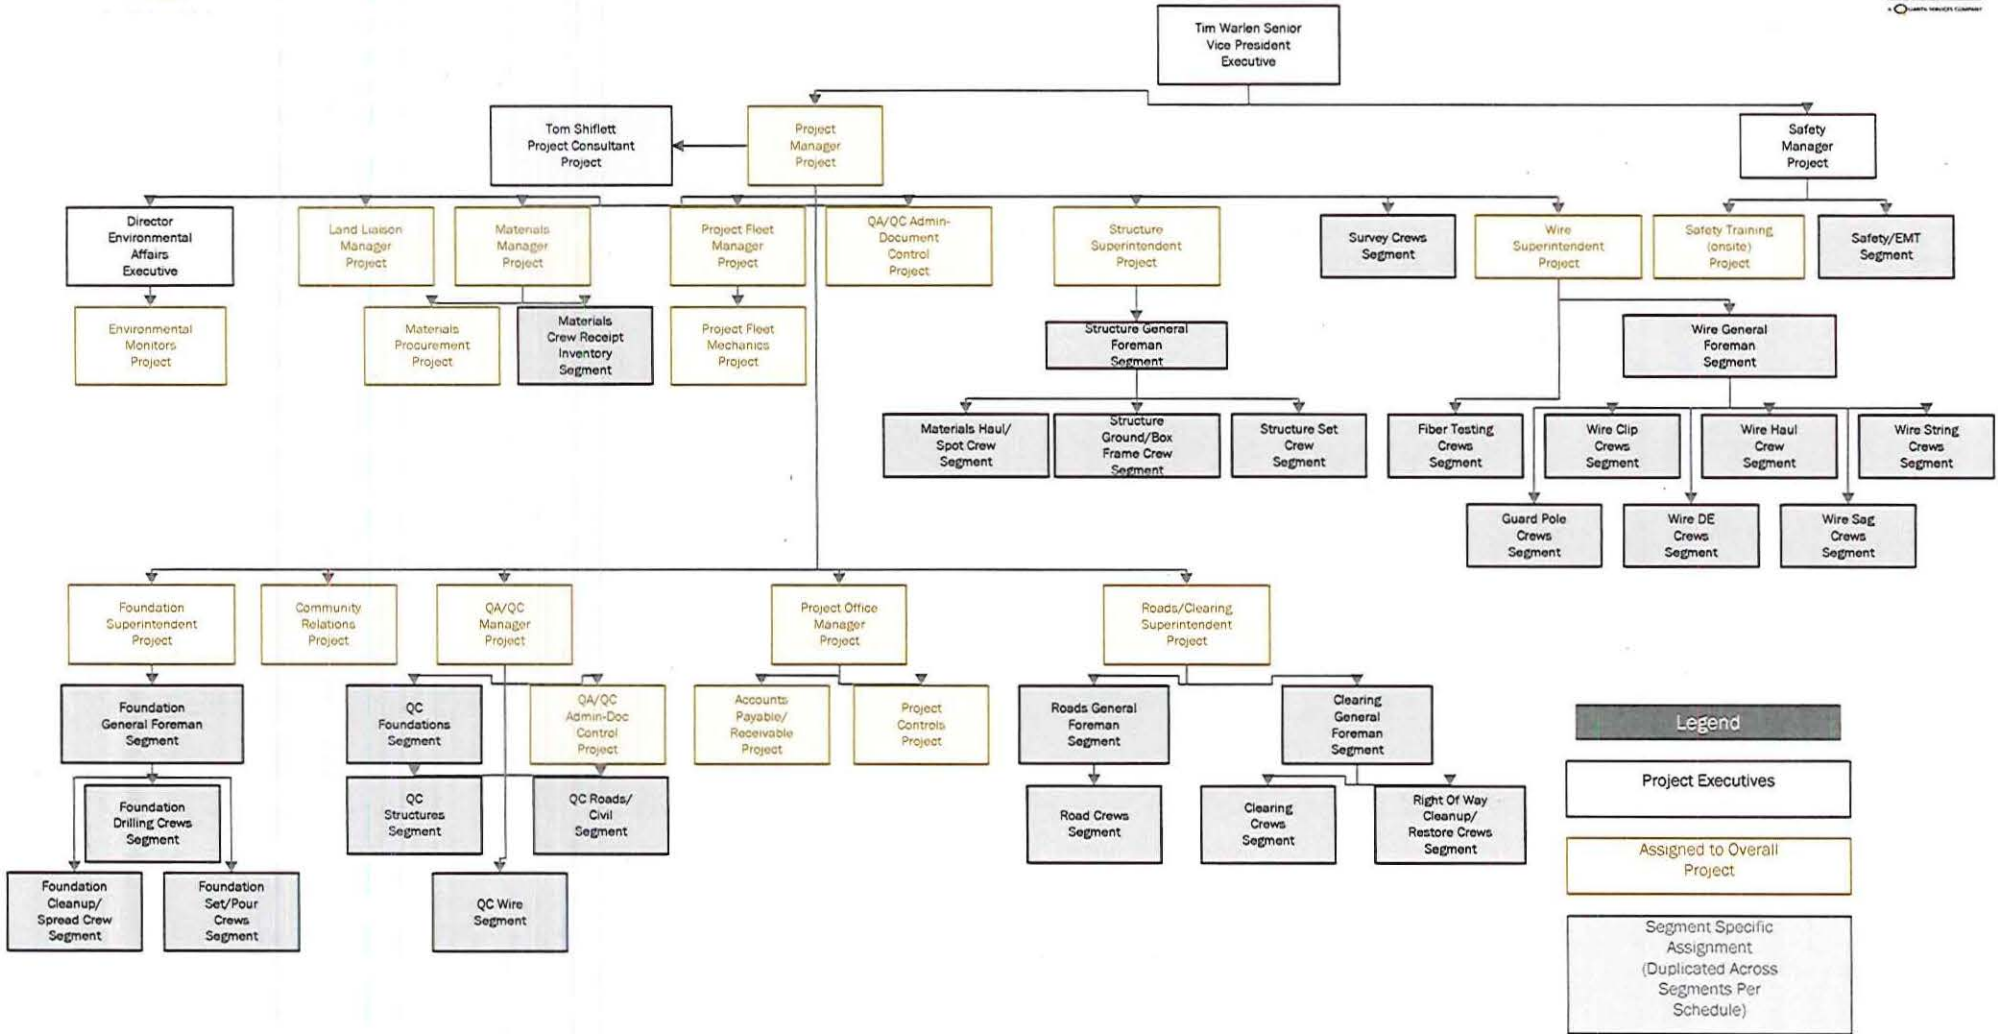 A QUANTA SERVICES COMPANY
Tim Warlen Senior
Vice President
Executive
Tom Shiflett
Project Consultant
Project
Project
Manager
Project
Safety
Manager
Project
Director
Environmental
Affairs
Executive
Land Liaison
Manager
Project
Materials
Manager
Project
Project Fleet
Manager
Project
QA/QC Admin-
Document
Control
Project
Structure
Superintendent
Project
Survey Crews
Segment
Wire
Superintendent
Project
Safety Training
(onsite)
Project
Safety/EMT
Segment
Environmental
Monitors
Project
Materials
Procurement
Project
Materials
Crew Receipt
Inventory
Segment
Project Fleet
Mechanics
Project
Structure General
Foreman
Segment
Wire General
Foreman
Segment
Materials Haul/
Spot Crew
Segment
Structure
Ground/Box
Frame Crew
Segment
Structure Set
Crew
Segment
Fiber Testing
Crews
Segment
Wire Clip
Crews
Segment
Wire Haul
Crew
Segment
Wire String
Crews
Segment
Guard Pole
Crews
Segment
Wire DE
Crews
Segment
Wire Sag
Crews
Segment
Foundation
Superintendent
Project
Community
Relations
Project
QA/QC
Manager
Project
Project Office
Manager
Project
Roads/Clearing
Superintendent
Project
Foundation
General Foreman
Segment
QC
Foundations
Segment
QA/QC
Admin-Doc
Control
Project
Accounts
Payable/
Receivable
Project
Project
Controls
Project
Roads General
Foreman
Segment
Clearing
General
Foreman
Segment
Foundation
Drilling Crews
Segment
QC
Structures
Segment
QC Roads/
Civil
Segment
Road Crews
Segment
Clearing
Crews
Segment
Right Of Way
Cleanup/
Restore Crews
Segment
Foundation
Cleanup/
Spread Crew
Segment
Foundation
Set/Pour
Crews
Segment
QC Wire
Segment
Legend
Project Executives
Assigned to Overall
Project
Segment Specific
Assignment
(Duplicated Across
Segments Per
Schedule)